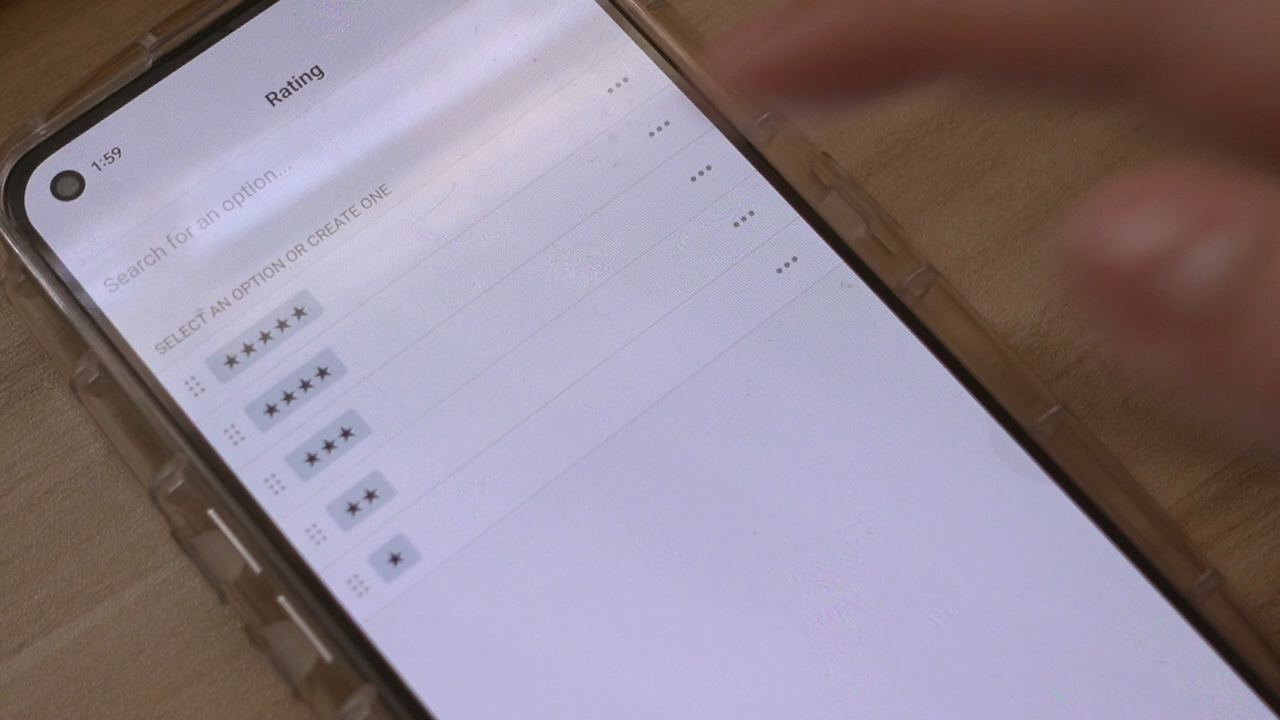 1:59
Rating
Search for an option...
SELECT AN OPTION OR CREATE ONE
★★★★★
★★★★
★★★
★★
★